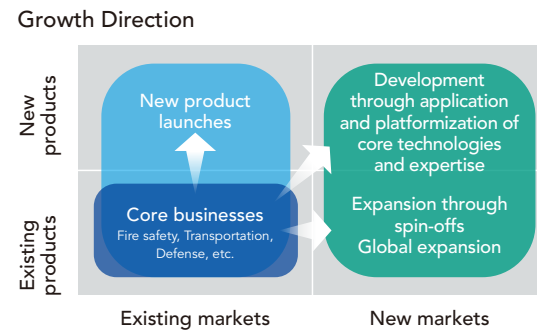 Growth Direction
New
products
New product
launches
Development
through application
and platformization of
core technologies
and expertise
Existing
products
Core businesses
Fire safety, Transportation,
Defense, etc.
Expansion through
spin-offs
Global expansion
Existing markets
New markets